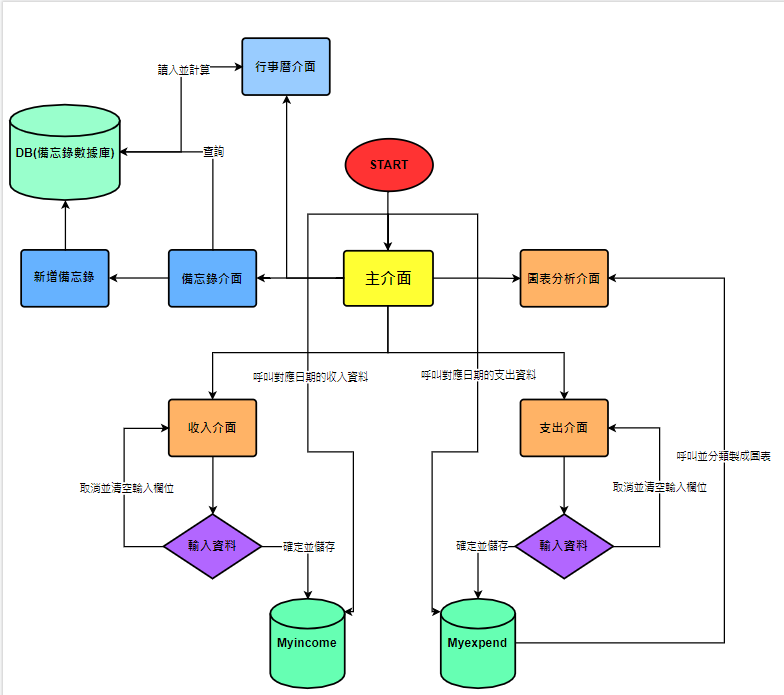 行事曆介面
讀入並計算
DB(備忘錄數據庫)
查詢
START
新增備忘錄
備忘錄介面
主介面
圖表分析介面
呼叫對應日期的收入資料
呼叫對應日期的支出資料
收入介面
支出介面
呼叫並分類製成圖表
取消並清空輸入欄位
取消並清空輸入欄位
輸入資料
確定並儲存
確定並儲存
輸入資料
Myincome
Myexpend